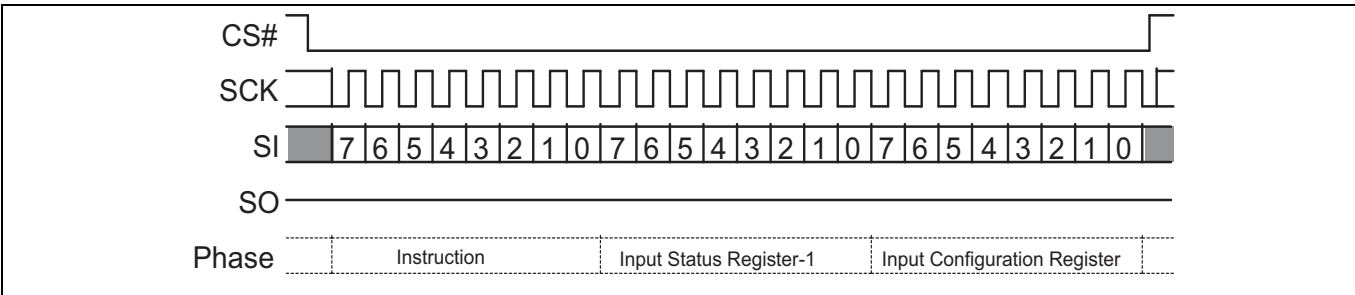 CS#
SCK
SI 7 6 5 4 3 2 1 0 7 6 5 4 3 2 1 0 7 6 5 4 3 2 1 0
SO
Phase Instruction Input Status Register-1 Input Configuration Register